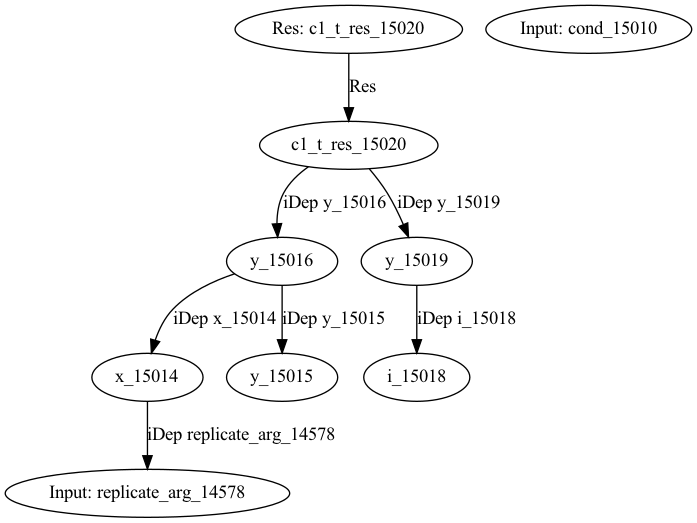 Res: c1_t_res_15020
Input: cond_15010
Res
c1_t_res_15020
iDep y_15016
iDep y_15019
y_15016
y_15019
iDep x_15014
iDep y_15015
iDep i_15018
x_15014
y_15015
i_15018
iDep replicate_arg_14578
Input: replicate_arg_14578